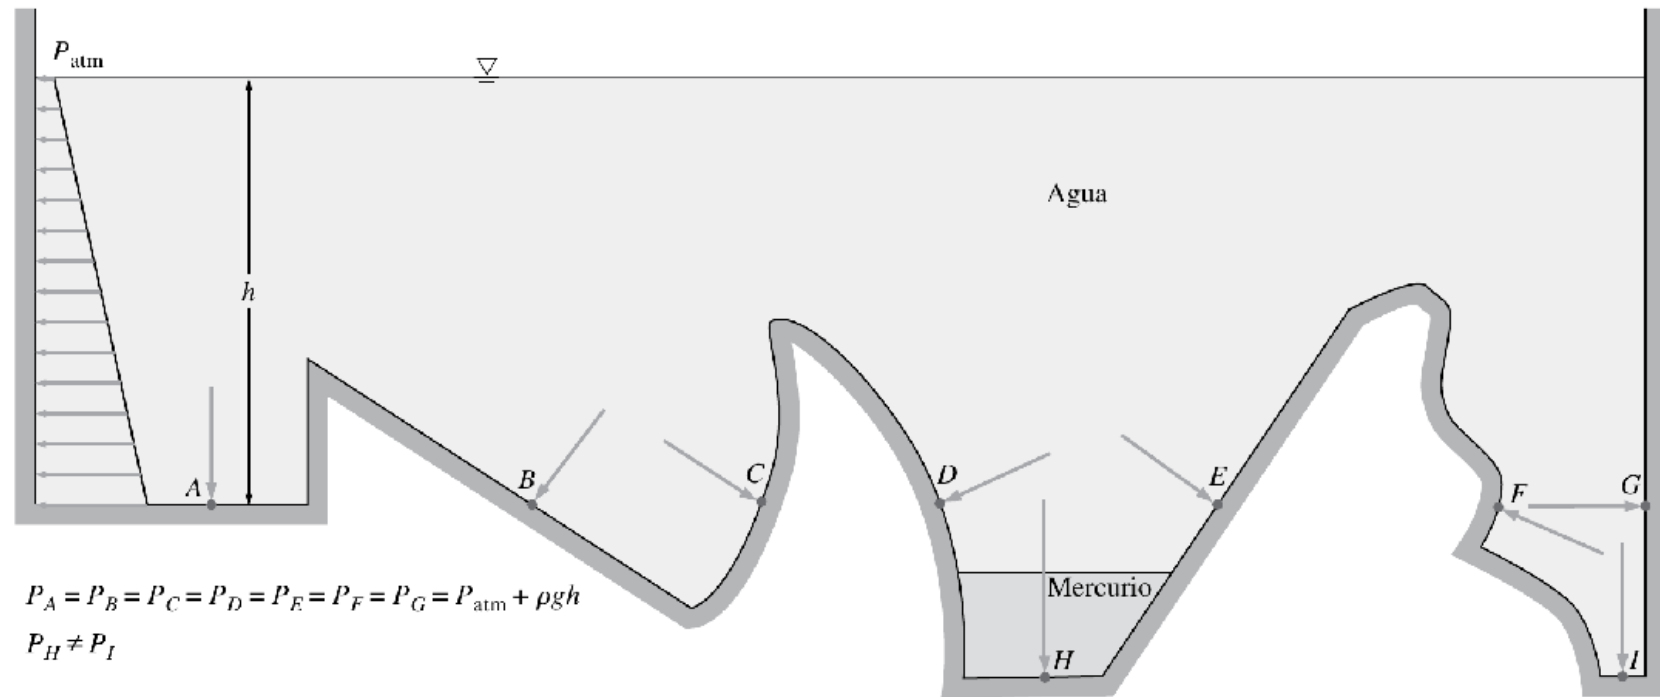 P_atm
h
Agua
A
B
C
D
E
F
G
Mercurio
H
I
P_A = P_B = P_C = P_D = P_E = P_F = P_G = P_atm + ρgh
P_H ≠ P_I